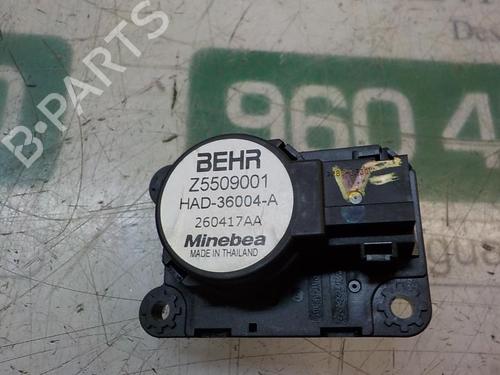 B-PARTS
960 4
BEHR
Z5509001
HAD-36004-A
260417AA
Minebea
MADE IN THAILAND